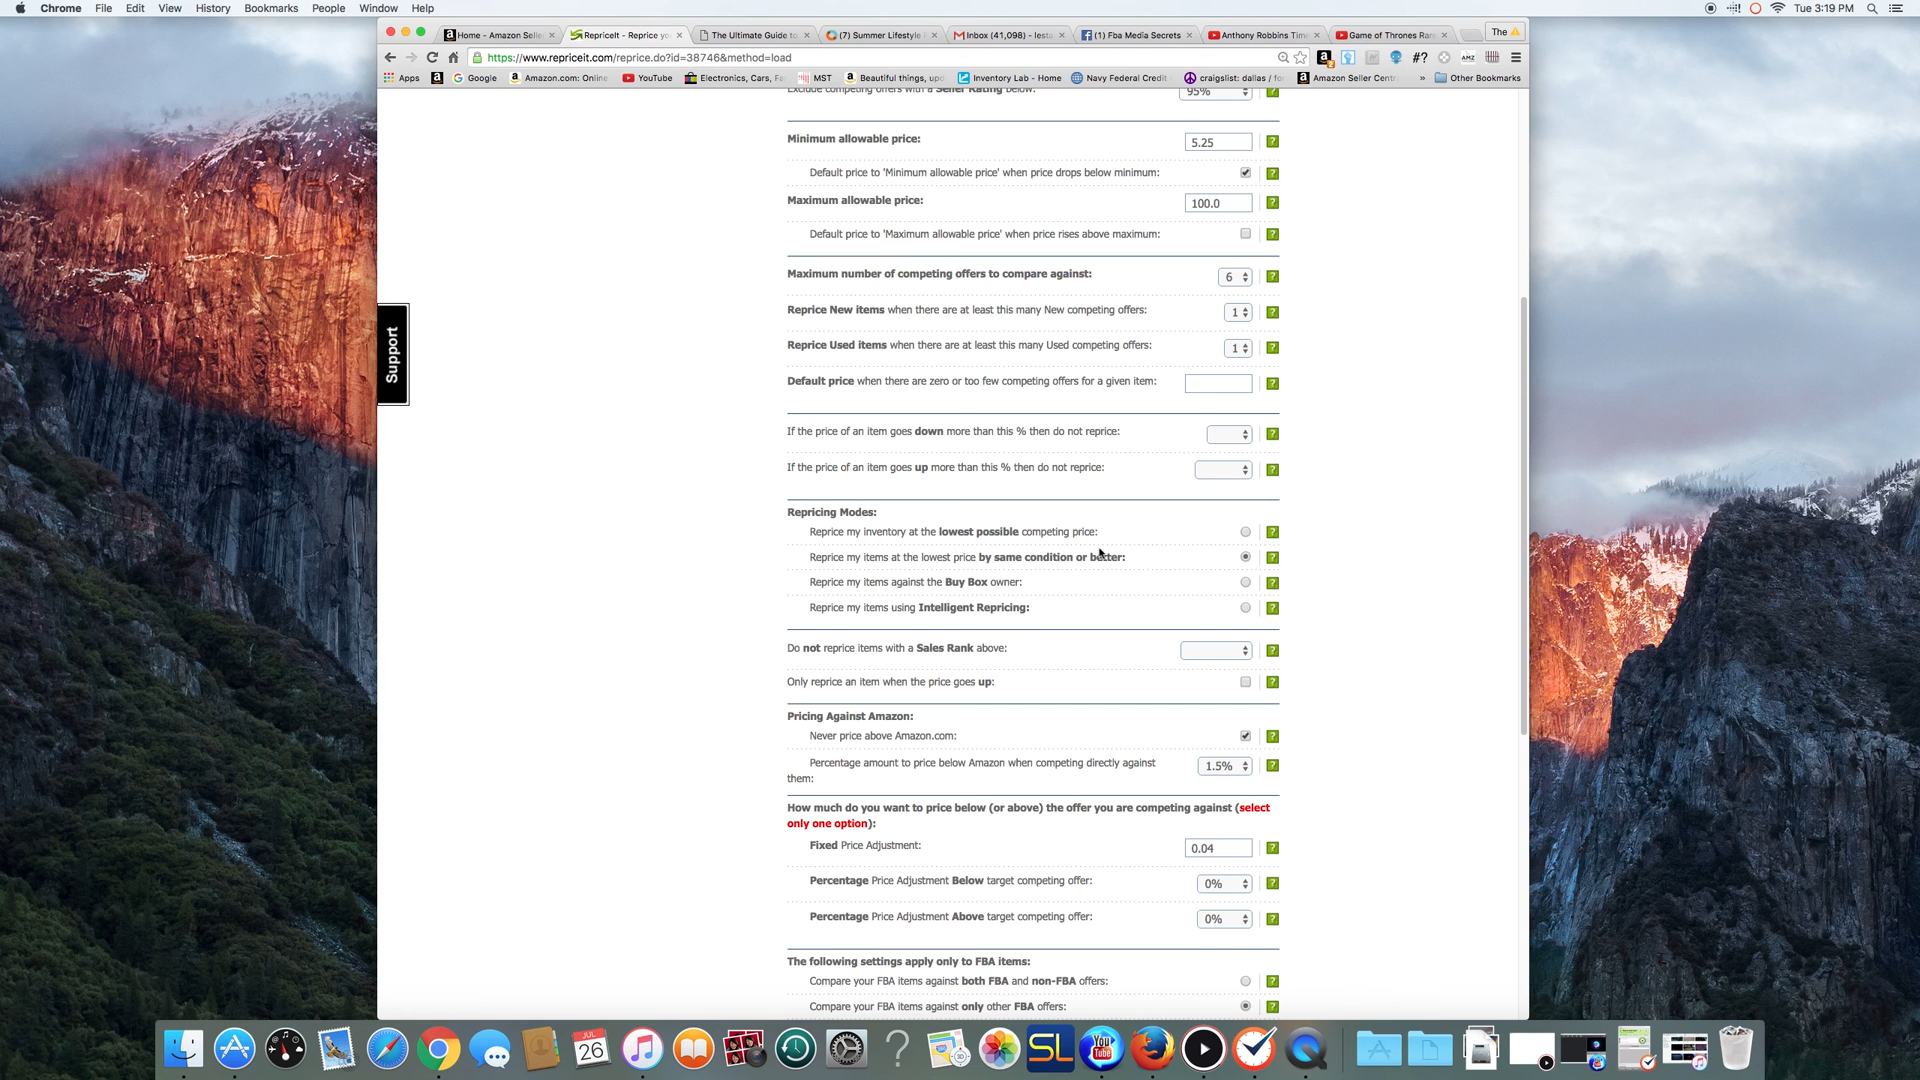 Chrome File Edit View History Bookmarks People Window Help
Tue 3:19 PM
Home - Amazon Selle
RepriceIt - Reprice yo
The Ultimate Guide to
(7) Summer Lifestyle
Inbox (41,098) - lesta
(1) Fba Media Secrets
Anthony Robbins Tim
Game of Thrones Rar
The
https://www.repriceit.com/reprice.do?id=38746&method=load
#?
AMZ
Apps
Google
Amazon.com: Online
YouTube
Electronics, Cars, Fa
MST
Beautiful things, upd
Inventory Lab - Home
Navy Federal Credit
craigslist: dallas / fo
Amazon Seller Centr
»
Other Bookmarks
Exclude competing offers with a Seller Rating below: 95% ?
Minimum allowable price: 5.25 ?
Default price to 'Minimum allowable price' when price drops below minimum: ?
Maximum allowable price: 100.0 ?
Default price to 'Maximum allowable price' when price rises above maximum: ?
Maximum number of competing offers to compare against: 6 ?
Reprice New items when there are at least this many New competing offers: 1 ?
Support
Reprice Used items when there are at least this many Used competing offers: 1 ?
Default price when there are zero or too few competing offers for a given item: ?
If the price of an item goes down more than this % then do not reprice: ?
If the price of an item goes up more than this % then do not reprice: ?
Repricing Modes:
Reprice my inventory at the lowest possible competing price: ?
Reprice my items at the lowest price by same condition or better: ?
Reprice my items against the Buy Box owner: ?
Reprice my items using Intelligent Repricing: ?
Do not reprice items with a Sales Rank above: ?
Only reprice an item when the price goes up: ?
Pricing Against Amazon:
Never price above Amazon.com: ?
Percentage amount to price below Amazon when competing directly against 1.5% ?
them:
How much do you want to price below (or above) the offer you are competing against (select
only one option):
Fixed Price Adjustment: 0.04 ?
Percentage Price Adjustment Below target competing offer: 0% ?
Percentage Price Adjustment Above target competing offer: 0% ?
The following settings apply only to FBA items:
Compare your FBA items against both FBA and non-FBA offers: ?
Compare your FBA items against only other FBA offers: ?
JUL
26
?
3D
SL
You
Tube